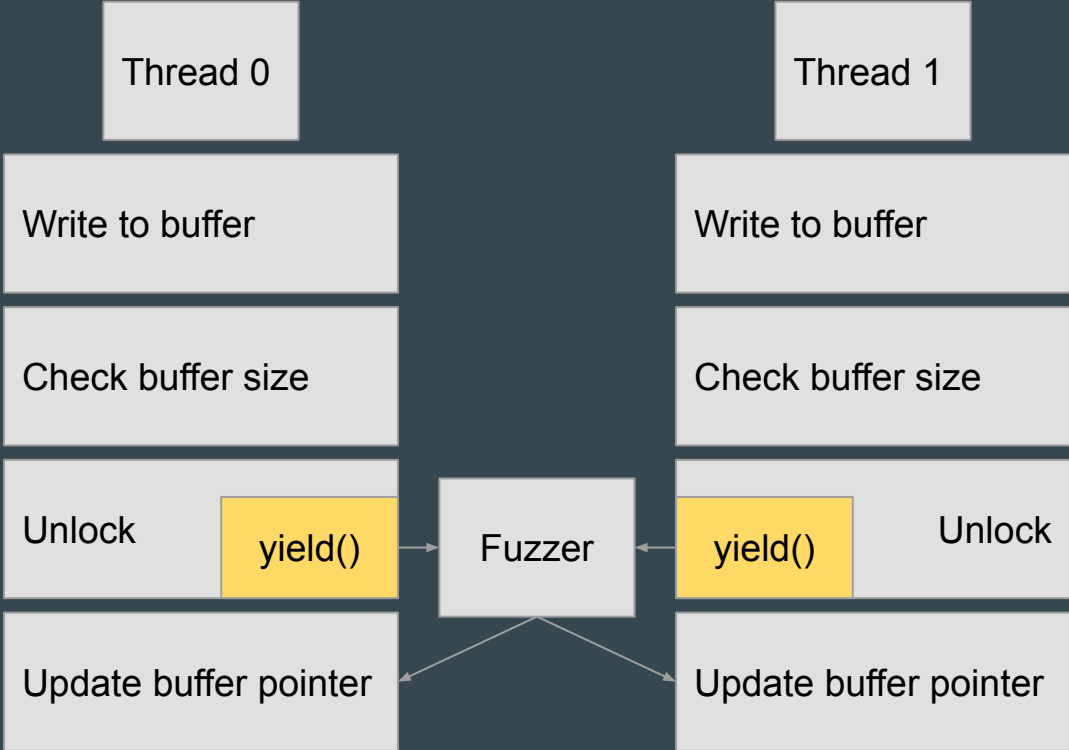 Thread 0
Thread 1
Write to buffer
Write to buffer
Check buffer size
Check buffer size
Unlock
yield()
Fuzzer
yield()
Unlock
Update buffer pointer
Update buffer pointer